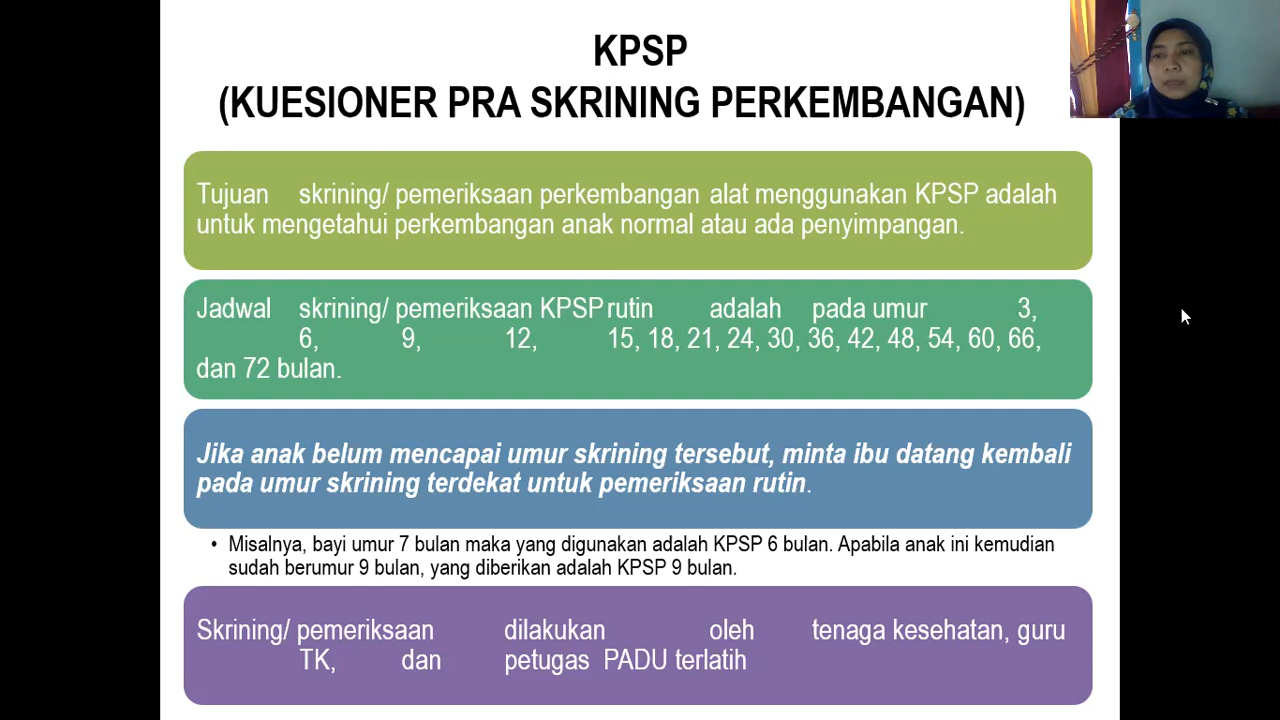 KPSP
(KUESIONER PRA SKRINING PERKEMBANGAN)
Tujuan skrining/ pemeriksaan perkembangan alat menggunakan KPSP adalah
untuk mengetahui perkembangan anak normal atau ada penyimpangan.
Jadwal skrining/ pemeriksaan KPSP rutin adalah pada umur 3,
6, 9, 12, 15, 18, 21, 24, 30, 36, 42, 48, 54, 60, 66,
dan 72 bulan.
Jika anak belum mencapai umur skrining tersebut, minta ibu datang kembali
pada umur skrining terdekat untuk pemeriksaan rutin.
• Misalnya, bayi umur 7 bulan maka yang digunakan adalah KPSP 6 bulan. Apabila anak ini kemudian
sudah berumur 9 bulan, yang diberikan adalah KPSP 9 bulan.
Skrining/ pemeriksaan dilakukan oleh tenaga kesehatan, guru
TK, dan petugas PADU terlatih